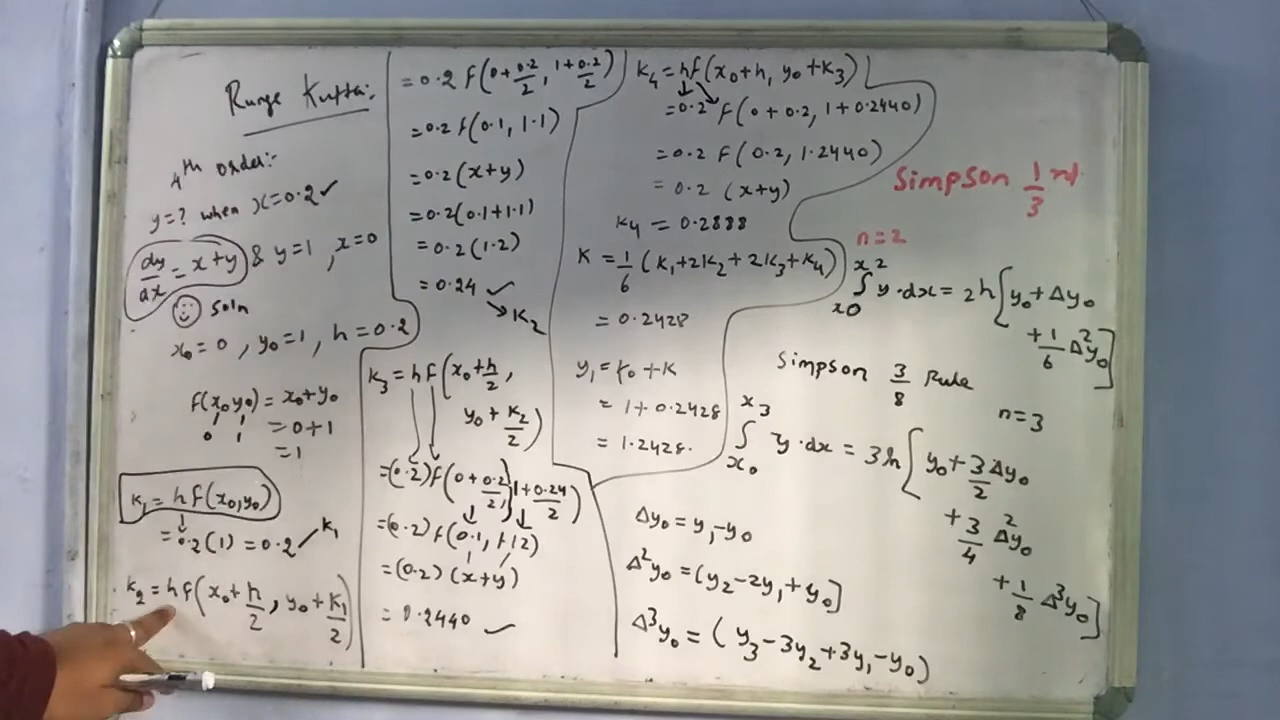 Runge Kutta:-
4th order:-
y=? when x=0.2 ✓
dy/dx = x+y & y=1, x=0
Soln
x₀=0, y₀=1, h=0.2
f(x₀y₀) = x₀+y₀
0 1 = 0+1
=1
K₁ = hf(x₀,y₀)
=0.2(1)=0.2 ✓ K₁
K₂ = hf(x₀+h/2, y₀+K₁/2)
=0.2 f(0+0.2/2, 1+0.2/2)
=0.2 f(0.1, 1.1)
=0.2(x+y)
=0.2(0.1+1.1)
=0.2(1.2)
=0.24 ✓
→K₂
K₃ = hf(x₀+h/2,
y₀+K₂/2)
=(0.2)f(0+0.2/2, 1+0.24/2)
=(0.2)f(0.1, 1.12)
=(0.2)(x+y)
= 0.2440 ✓
K₄ = hf(x₀+h, y₀+K₃)
=0.2 f(0+0.2, 1+0.2440)
=0.2 f(0.2, 1.2440)
=0.2 (x+y)
K₄ = 0.2888
K = 1/6 (K₁+2K₂+2K₃+K₄)
= 0.2428
y₁ = y₀+K
= 1+0.2428
= 1.2428.
Δy₀ = y₁-y₀
Δ²y₀ = (y₂-2y₁+y₀]
Δ³y₀ = (y₃-3y₂+3y₁-y₀)
Simpson 1/3 rd
n=2
∫x0 x2 y·dx = 2h[y₀+Δy₀
+1/6 Δ²y₀]
Simpson 3/8 Rule
n=3
∫x₀ x₃ y·dx = 3h[y₀+3/2 Δy₀
+3/4 Δ²y₀
+1/8 Δ³y₀]